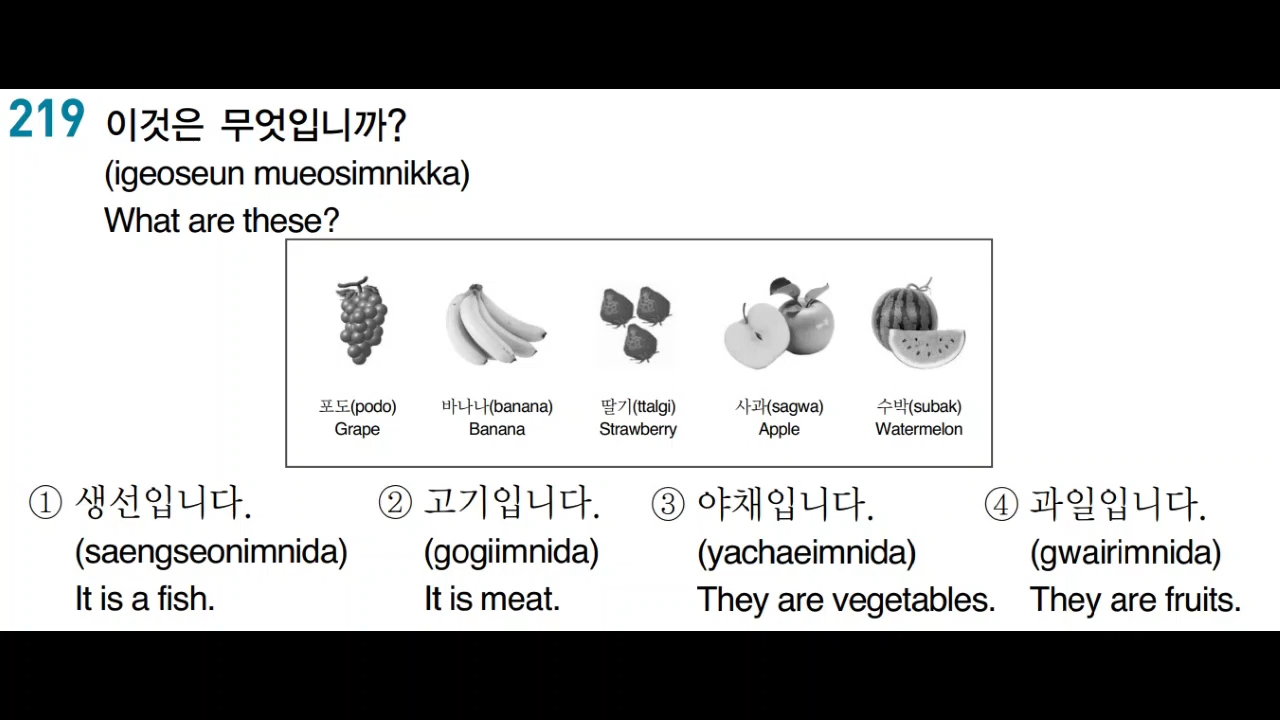 219 이것은 무엇입니까?
(igeoseun mueosimnikka)
What are these?
포도(podo) 바나나(banana) 딸기(ttalgi) 사과(sagwa) 수박(subak)
Grape Banana Strawberry Apple Watermelon
① 생선입니다. ② 고기입니다. ③ 야채입니다. ④ 과일입니다.
(saengseonimnida) (gogiimnida) (yachaeimnida) (gwairimnida)
It is a fish. It is meat. They are vegetables. They are fruits.